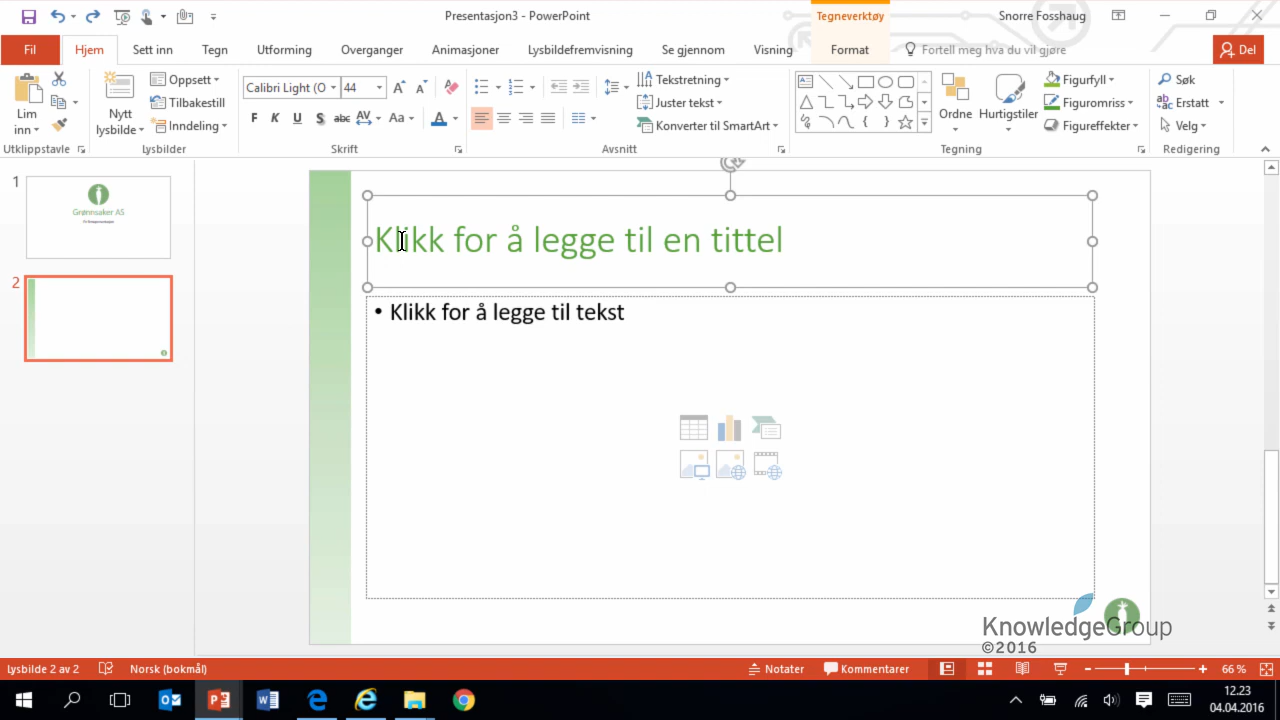 Presentasjon3 - PowerPoint
Tegneverktøy
Snorre Fosshaug
Fil
Hjem
Sett inn
Tegn
Utforming
Overganger
Animasjoner
Lysbildefremvisning
Se gjennom
Visning
Format
Fortell meg hva du vil gjøre
Del
Lim
inn
Utklippstavle
Nytt
lysbilde
Oppsett
Tilbakestill
Inndeling
Lysbilder
Calibri Light (O
44
F K U S abc AV Aa A
Skrift
Tekstretning
Juster tekst
Konverter til SmartArt
Avsnitt
Ordne
Hurtigstiler
Figurfyll
Figuromriss
Figureffekter
Tegning
Søk
Erstatt
Velg
Redigering
1
Grønnsaker AS
2
Klikk for å legge til en tittel
• Klikk for å legge til tekst
KnowledgeGroup
©2016
Lysbilde 2 av 2
Norsk (bokmål)
Notater
Kommentarer
66 %
12.23
04.04.2016